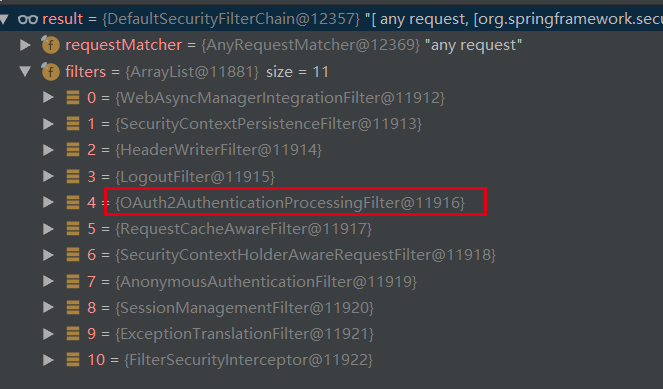 result = {DefaultSecurityFilterChain@12357} "[ any request, [org.springframework.secu
f requestMatcher = {AnyRequestMatcher@12369} "any request"
f filters = {ArrayList@11881} size = 11
0 = {WebAsyncManagerIntegrationFilter@11912}
1 = {SecurityContextPersistenceFilter@11913}
2 = {HeaderWriterFilter@11914}
3 = {LogoutFilter@11915}
4 = {OAuth2AuthenticationProcessingFilter@11916}
5 = {RequestCacheAwareFilter@11917}
6 = {SecurityContextHolderAwareRequestFilter@11918}
7 = {AnonymousAuthenticationFilter@11919}
8 = {SessionManagementFilter@11920}
9 = {ExceptionTranslationFilter@11921}
10 = {FilterSecurityInterceptor@11922}